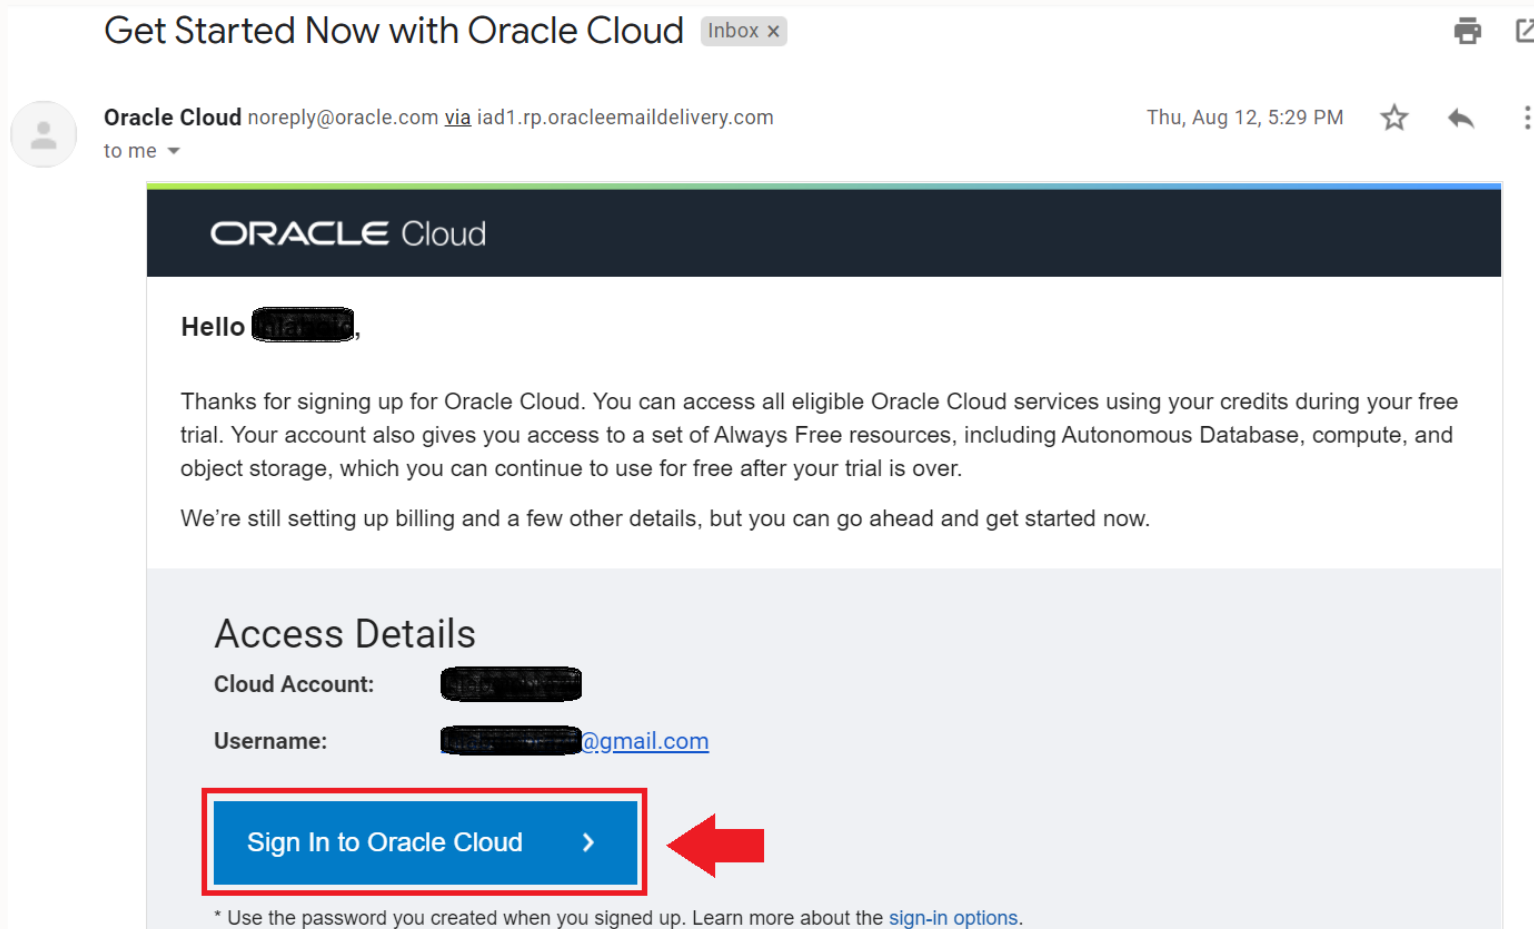 Get Started Now with Oracle Cloud Inbox ×
Oracle Cloud noreply@oracle.com via iad1.rp.oracleemaildelivery.com Thu, Aug 12, 5:29 PM
to me
ORACLE Cloud
Hello ,
Thanks for signing up for Oracle Cloud. You can access all eligible Oracle Cloud services using your credits during your free
trial. Your account also gives you access to a set of Always Free resources, including Autonomous Database, compute, and
object storage, which you can continue to use for free after your trial is over.
We’re still setting up billing and a few other details, but you can go ahead and get started now.
Access Details
Cloud Account:
Username: @gmail.com
Sign In to Oracle Cloud
* Use the password you created when you signed up. Learn more about the sign-in options.